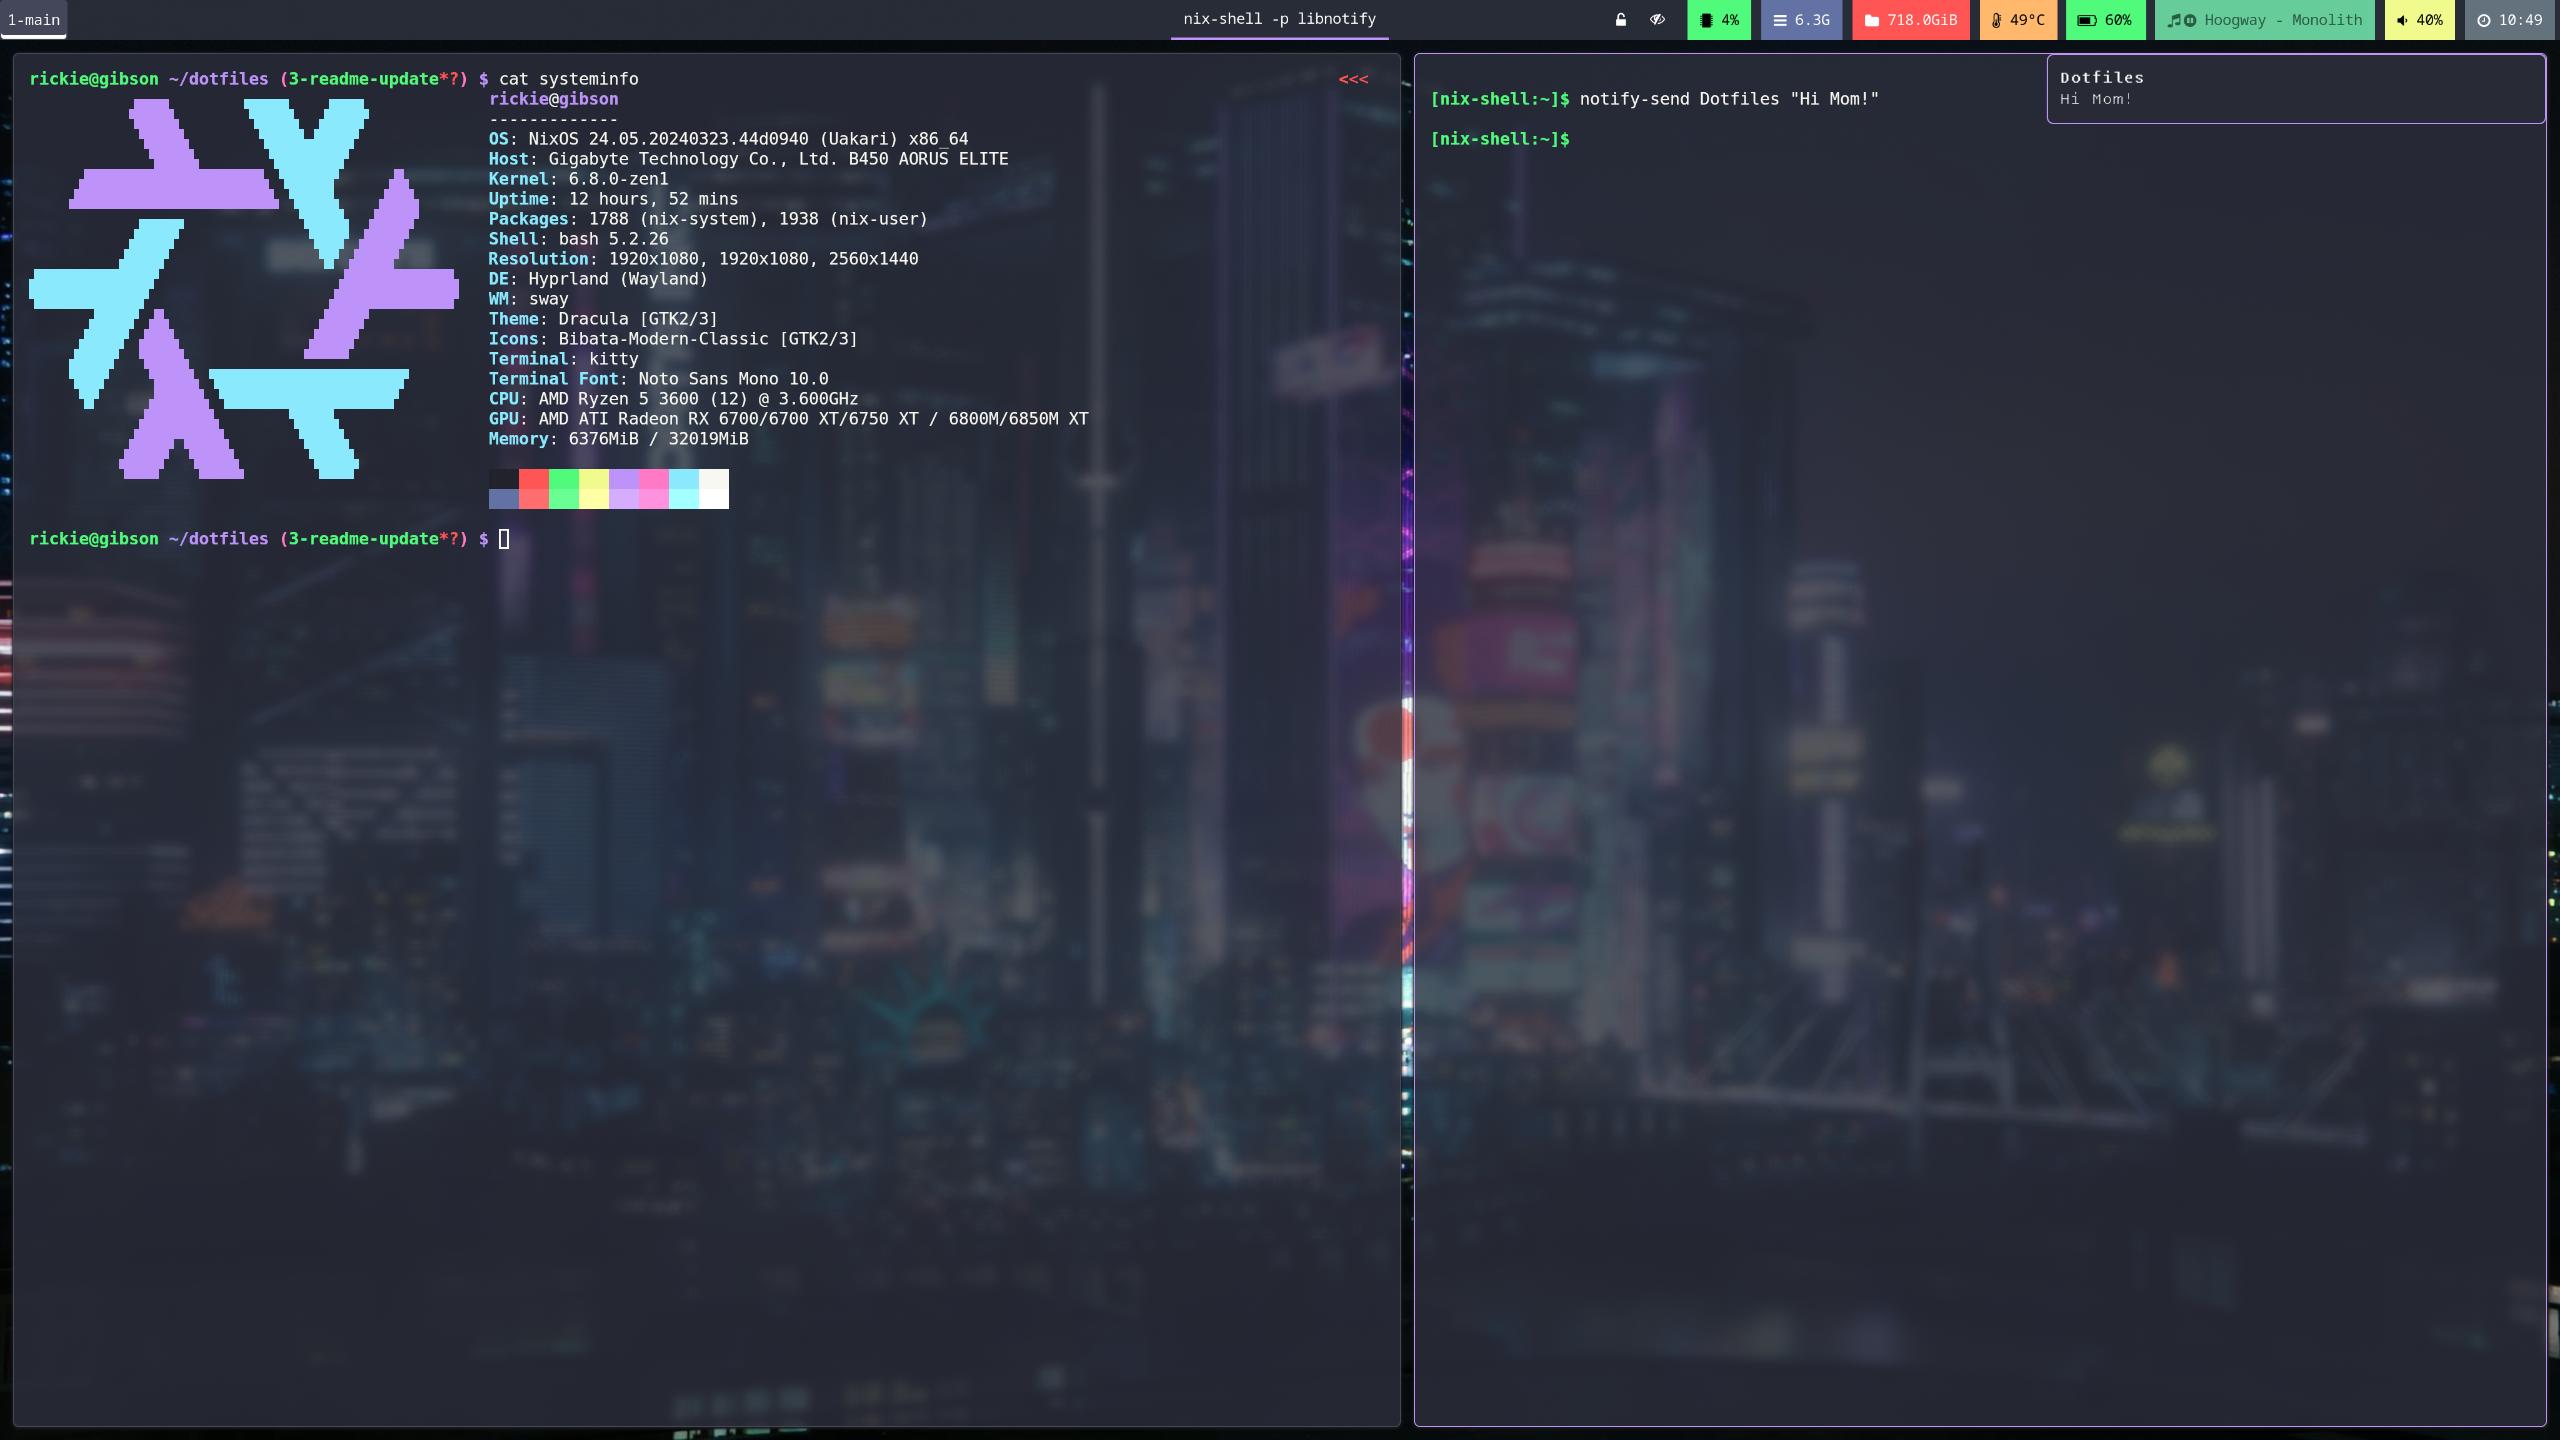 1-main
nix-shell -p libnotify
4%
6.3G
718.0GiB
49°C
60%
Hoogway - Monolith
40%
10:49
rickie@gibson ~/dotfiles (3-readme-update*?) $ cat systeminfo <<<
rickie@gibson
-------------
OS: NixOS 24.05.20240323.44d0940 (Uakari) x86_64
Host: Gigabyte Technology Co., Ltd. B450 AORUS ELITE
Kernel: 6.8.0-zen1
Uptime: 12 hours, 52 mins
Packages: 1788 (nix-system), 1938 (nix-user)
Shell: bash 5.2.26
Resolution: 1920x1080, 1920x1080, 2560x1440
DE: Hyprland (Wayland)
WM: sway
Theme: Dracula [GTK2/3]
Icons: Bibata-Modern-Classic [GTK2/3]
Terminal: kitty
Terminal Font: Noto Sans Mono 10.0
CPU: AMD Ryzen 5 3600 (12) @ 3.600GHz
GPU: AMD ATI Radeon RX 6700/6700 XT/6750 XT / 6800M/6850M XT
Memory: 6376MiB / 32019MiB
rickie@gibson ~/dotfiles (3-readme-update*?) $
[nix-shell:~]$ notify-send Dotfiles "Hi Mom!"
[nix-shell:~]$
Dotfiles
Hi Mom!